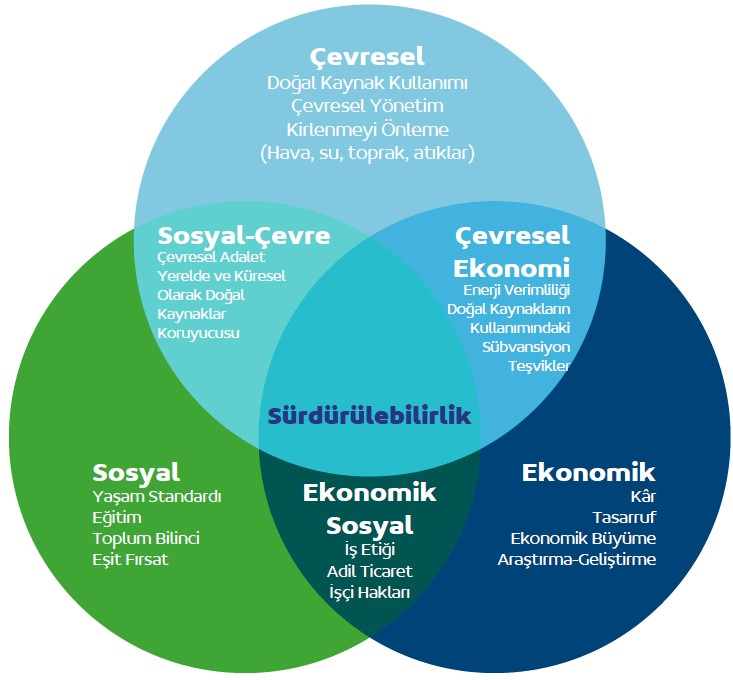 Çevresel
Doğal Kaynak Kullanımı
Çevresel Yönetim
Kirlenmeyi Önleme
(Hava, su, toprak, atıklar)
Sosyal-Çevre
Çevresel Adalet
Yerelde ve Küresel
Olarak Doğal
Kaynaklar
Koruyucusu
Çevresel
Ekonomi
Enerji Verimliliği
Doğal Kaynakların
Kullanımındaki
Sübvansiyon
Teşvikler
Sürdürülebilirlik
Sosyal
Yaşam Standardı
Eğitim
Toplum Bilinci
Eşit Fırsat
Ekonomik
Sosyal
İş Etiği
Adil Ticaret
İşçi Hakları
Ekonomik
Kâr
Tasarruf
Ekonomik Büyüme
Araştırma-Geliştirme